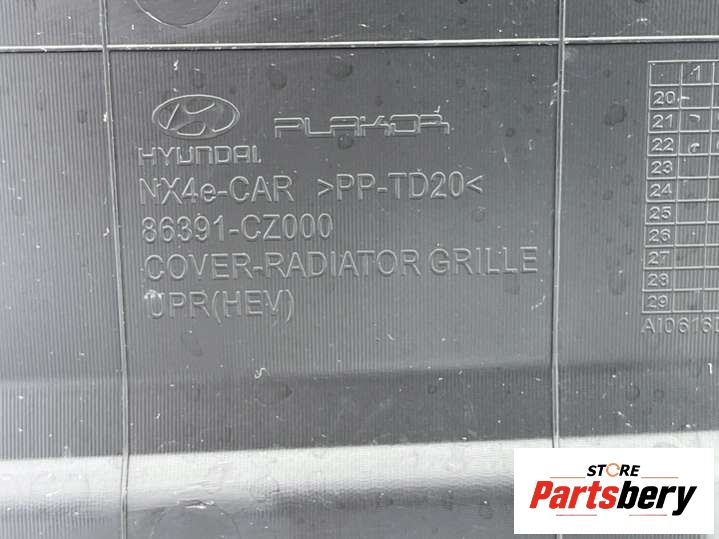 HYUNDAI PLAKOR
NX4e-CAR >PP-TD20<
86391-CZ000
COVER-RADIATOR GRILLE
UPR(HEV)
1
20
21
22
23
24
25
26
27
28
29
STORE
Partsbery